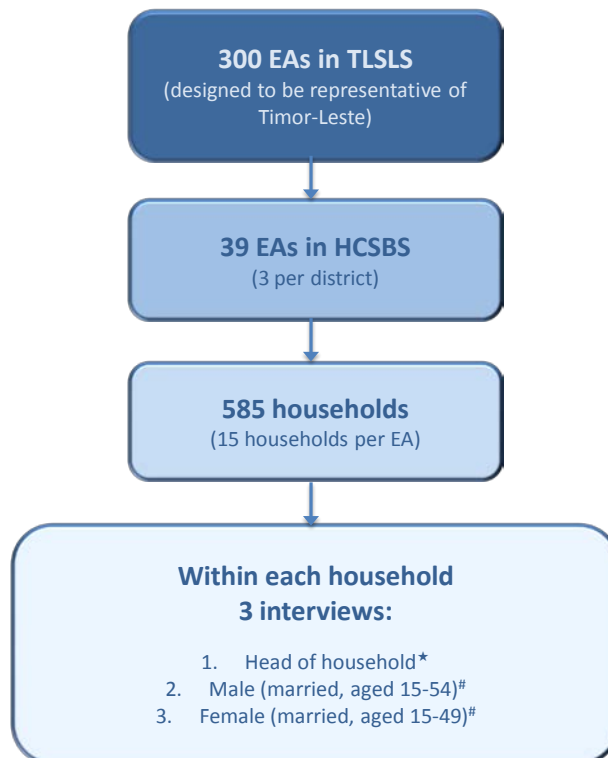 300 EAs in TLSLS
(designed to be representative of
Timor-Leste)
39 EAs in HCSBS
(3 per district)
585 households
(15 households per EA)
Within each household
3 interviews:
1. Head of household★
2. Male (married, aged 15-54)#
3. Female (married, aged 15-49)#